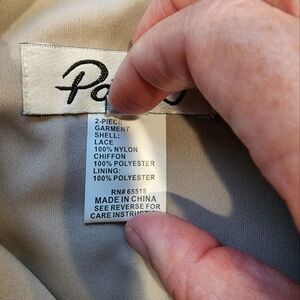 2-PIECE
GARMENT
SHELL:
LACE
100% NYLON
CHIFFON
100% POLYESTER
LINING:
100% POLYESTER
RN# 65518
MADE IN CHINA
SEE REVERSE FOR
CARE INSTRUCT